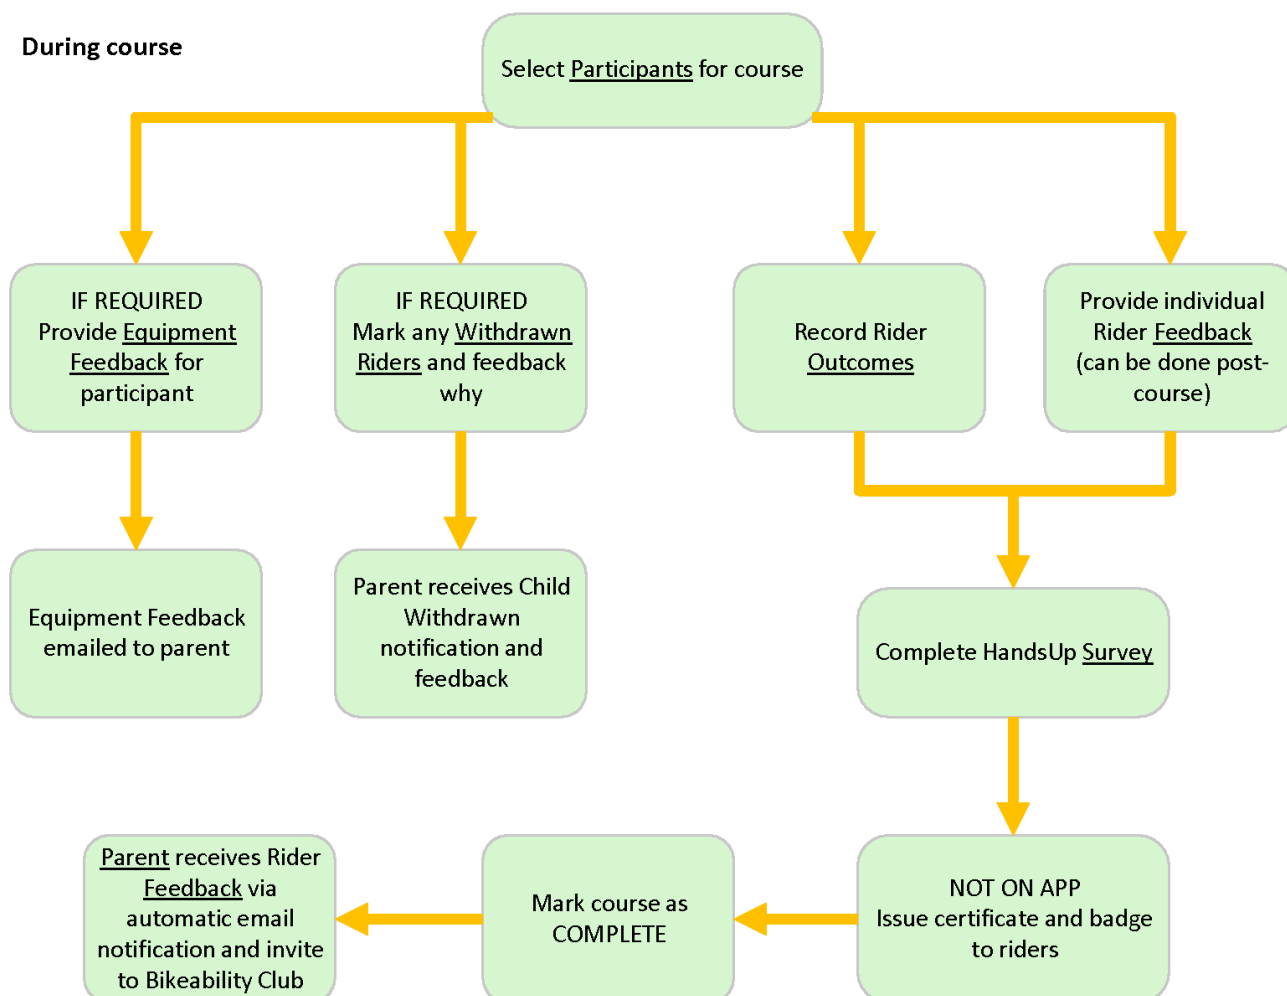 During course
Select Participants for course
IF REQUIRED
Provide Equipment
Feedback for
participant
IF REQUIRED
Mark any Withdrawn
Riders and feedback
why
Record Rider
Outcomes
Provide individual
Rider Feedback
(can be done post-
course)
Equipment Feedback
emailed to parent
Parent receives Child
Withdrawn
notification and
feedback
Complete HandsUp Survey
NOT ON APP
Issue certificate and badge
to riders
Mark course as
COMPLETE
Parent receives Rider
Feedback via
automatic email
notification and invite
to Bikeability Club